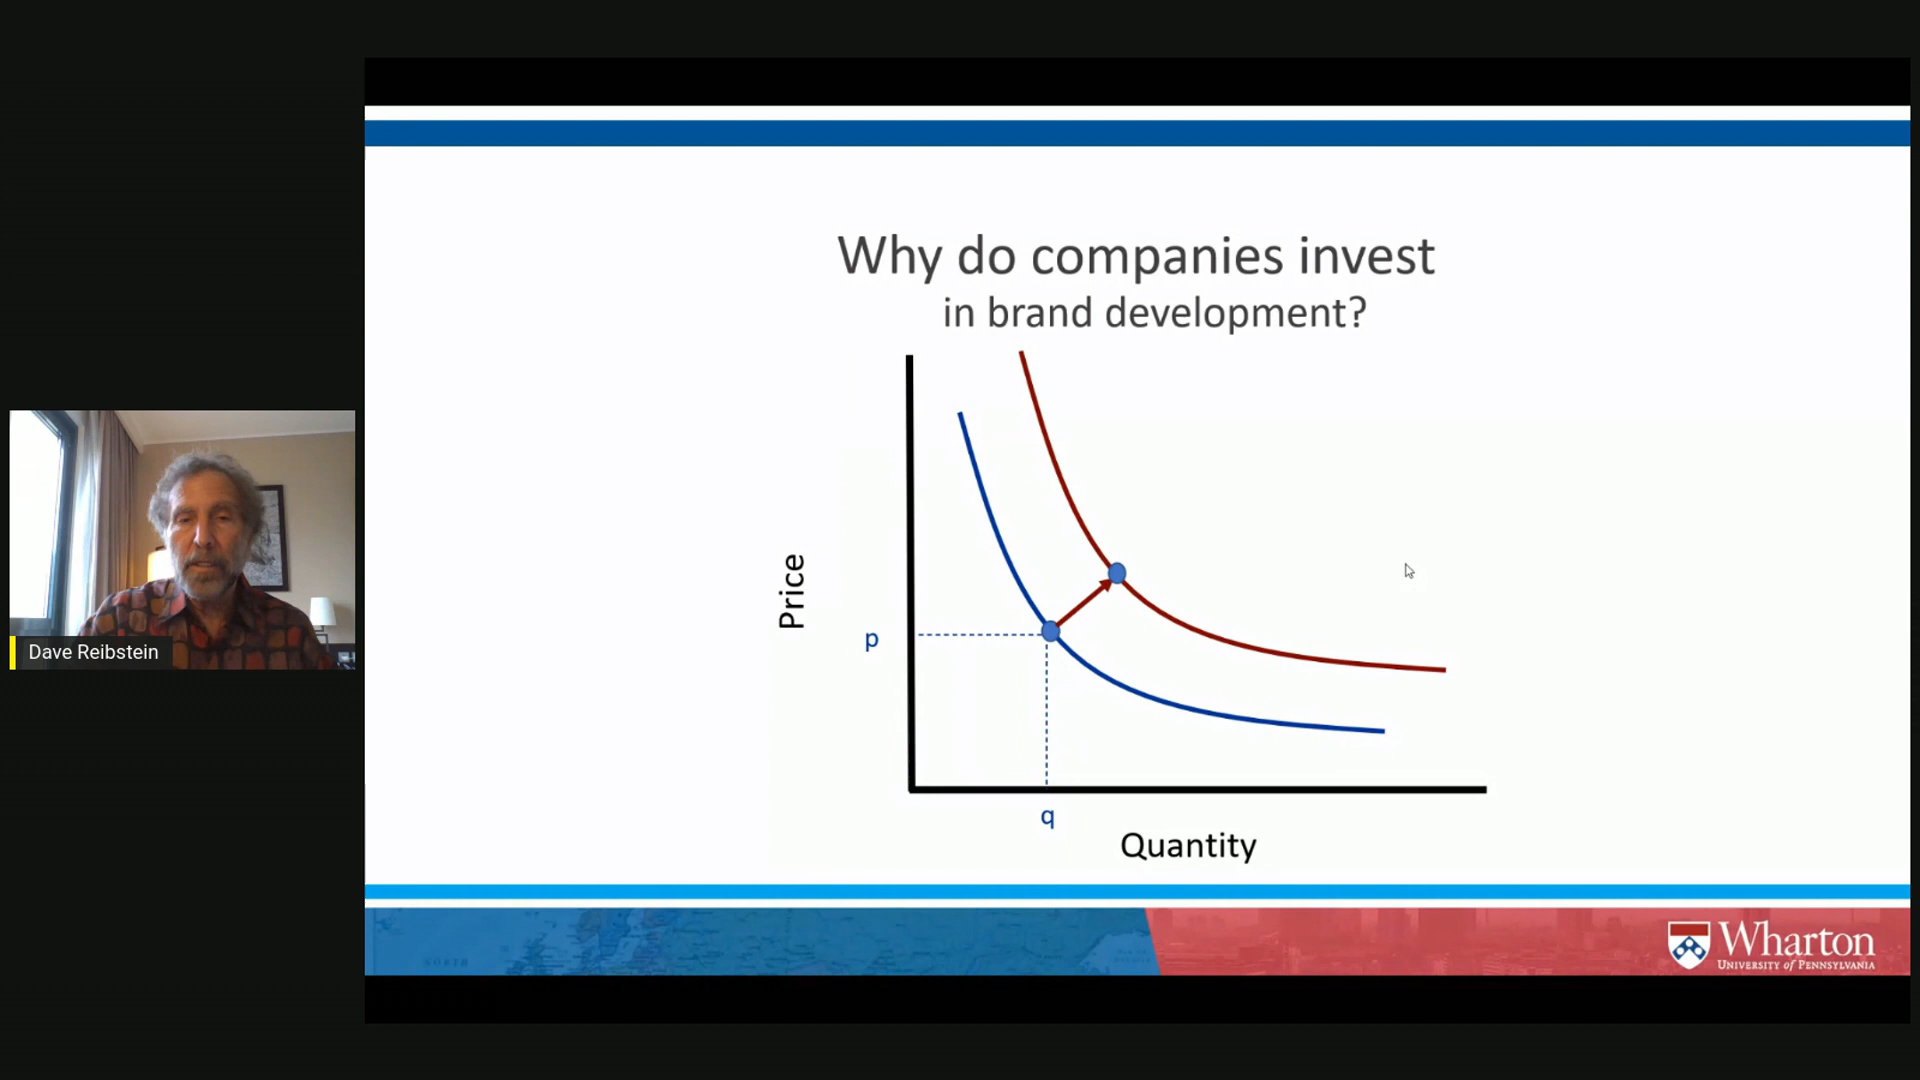 Why do companies invest
in brand development?
Price
p
q
Quantity
Dave Reibstein
Wharton
UNIVERSITY of PENNSYLVANIA